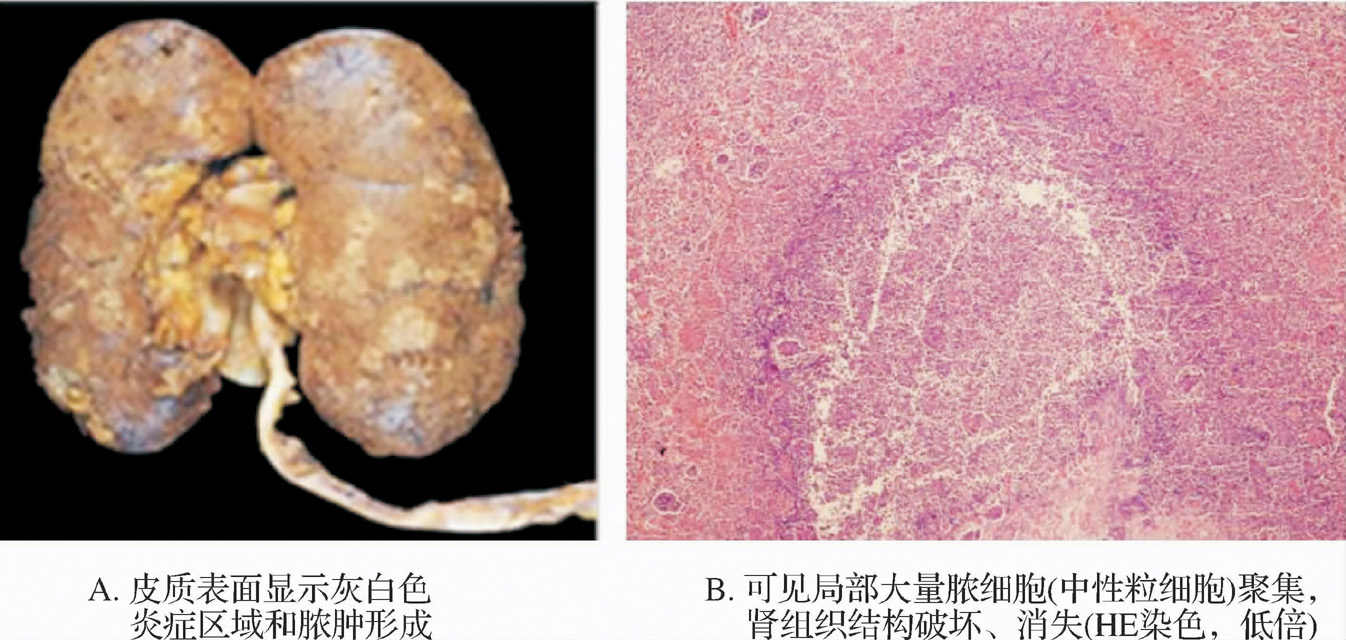 A. 皮质表面显示灰白色
炎症区域和脓肿形成
B. 可见局部大量脓细胞(中性粒细胞)聚集，
肾组织结构破坏、消失(HE染色，低倍)